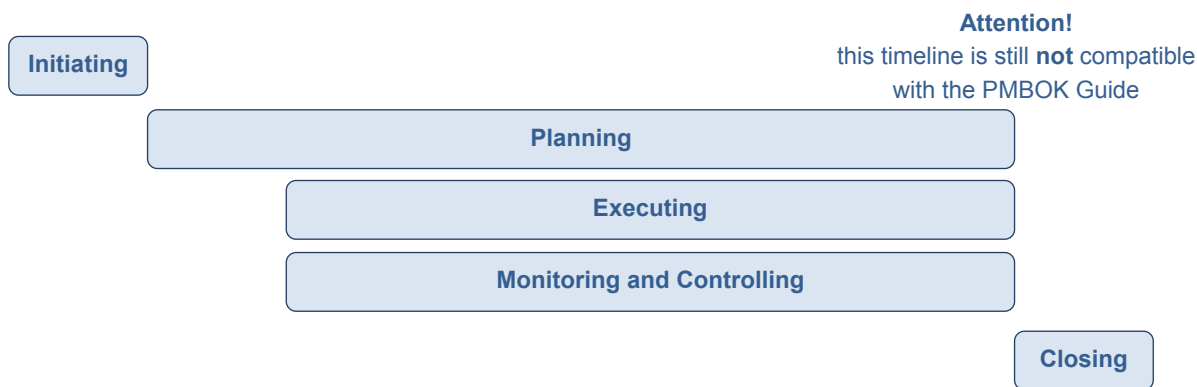 Attention!
Initiating
this timeline is still not compatible
with the PMBOK Guide
Planning
Executing
Monitoring and Controlling
Closing